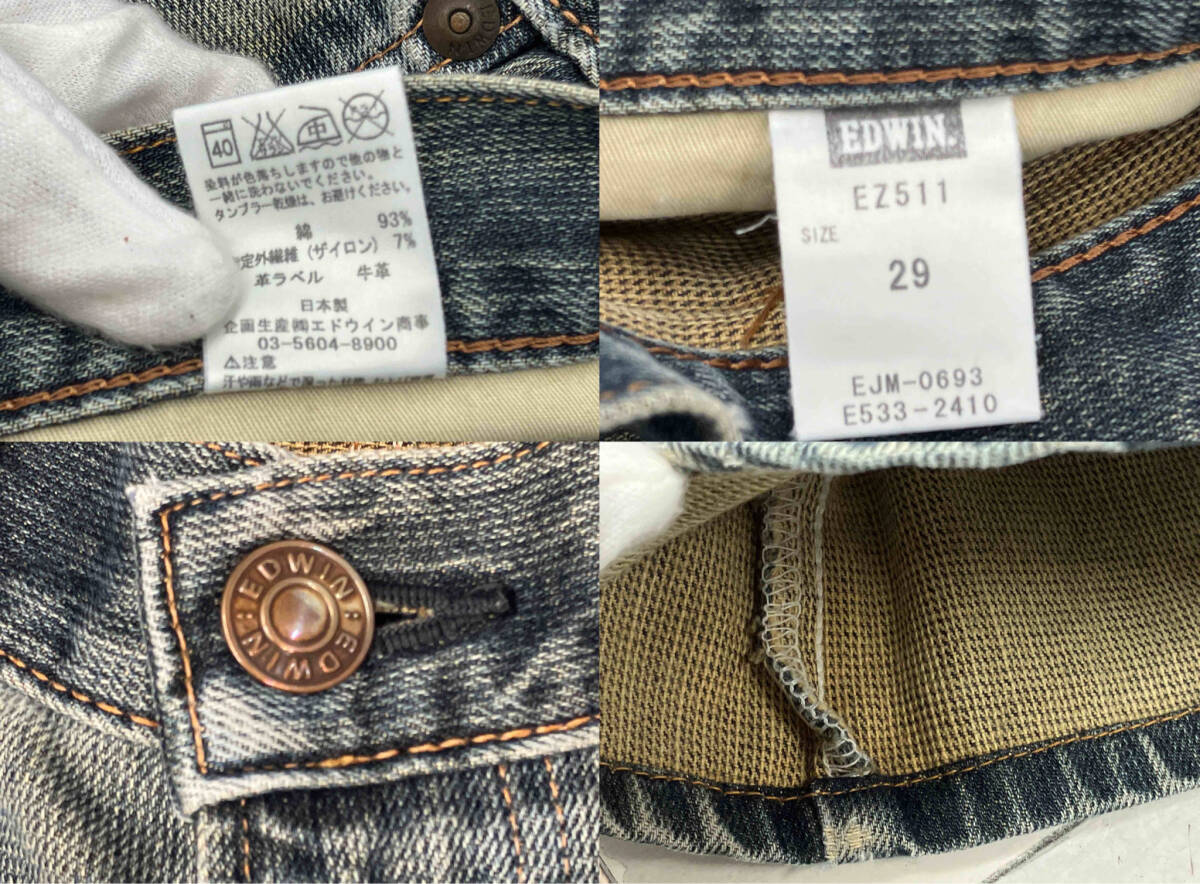 EDWIN
40
中
染料が色落ちしますので他の物と
一緒に洗わないでください。
タンブラー乾燥は、お避けください。
綿 93%
定外繊維（ザイロン） 7%
革ラベル 牛革
日本製
企画生産㈱エドウイン商事
03-5604-8900
⚠注意
EDWIN.
EZ511
SIZE
29
EJM-0693
E533-2410
EDWIN: EDWIN: